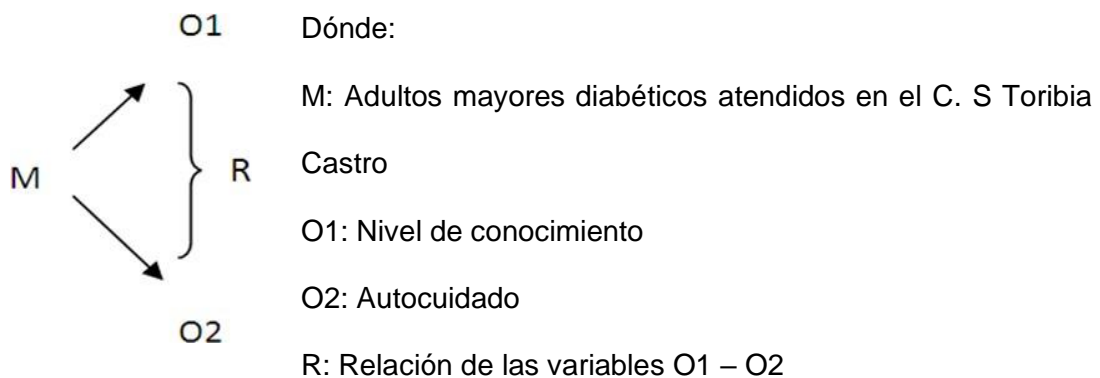 O1 Dónde:
M: Adultos mayores diabéticos atendidos en el C. S Toribia
M R Castro
O1: Nivel de conocimiento
O2: Autocuidado
O2
R: Relación de las variables O1 – O2